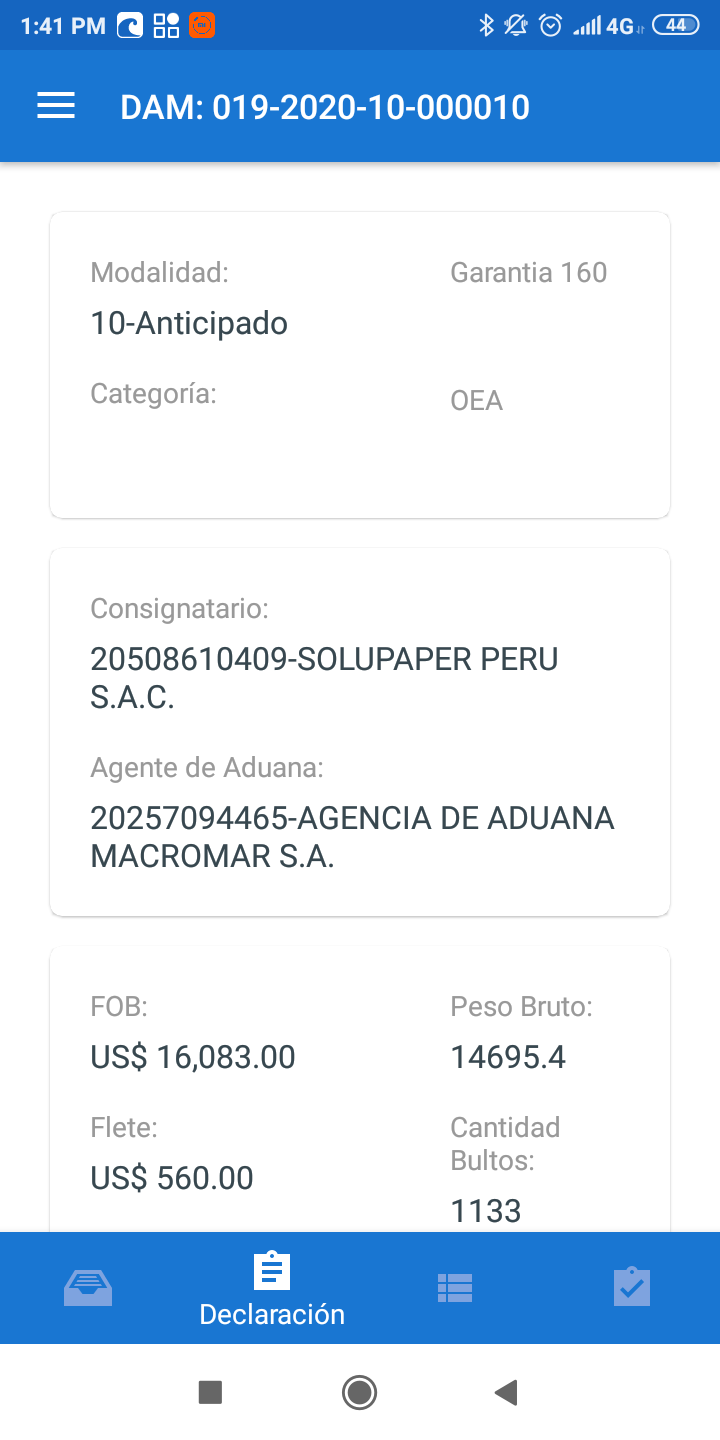 1:41 PM 4G 44
DAM: 019-2020-10-000010
Modalidad: Garantia 160
10-Anticipado
Categoría: OEA
Consignatario:
20508610409-SOLUPAPER PERU
S.A.C.
Agente de Aduana:
20257094465-AGENCIA DE ADUANA
MACROMAR S.A.
FOB: Peso Bruto:
US$ 16,083.00 14695.4
Flete: Cantidad
Bultos:
US$ 560.00
1133
Declaración